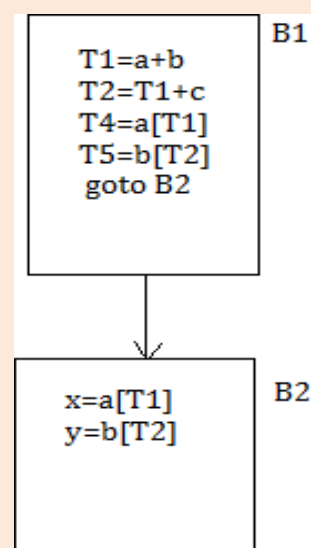 B1
T1=a+b
T2=T1+c
T4=a[T1]
T5=b[T2]
goto B2
B2
x=a[T1]
y=b[T2]